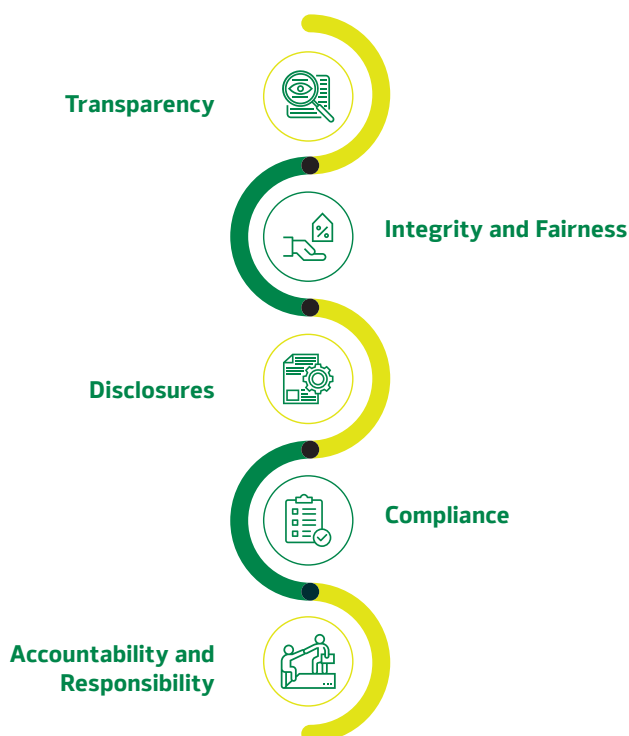 Transparency
Integrity and Fairness
Disclosures
Compliance
Accountability and
Responsibility